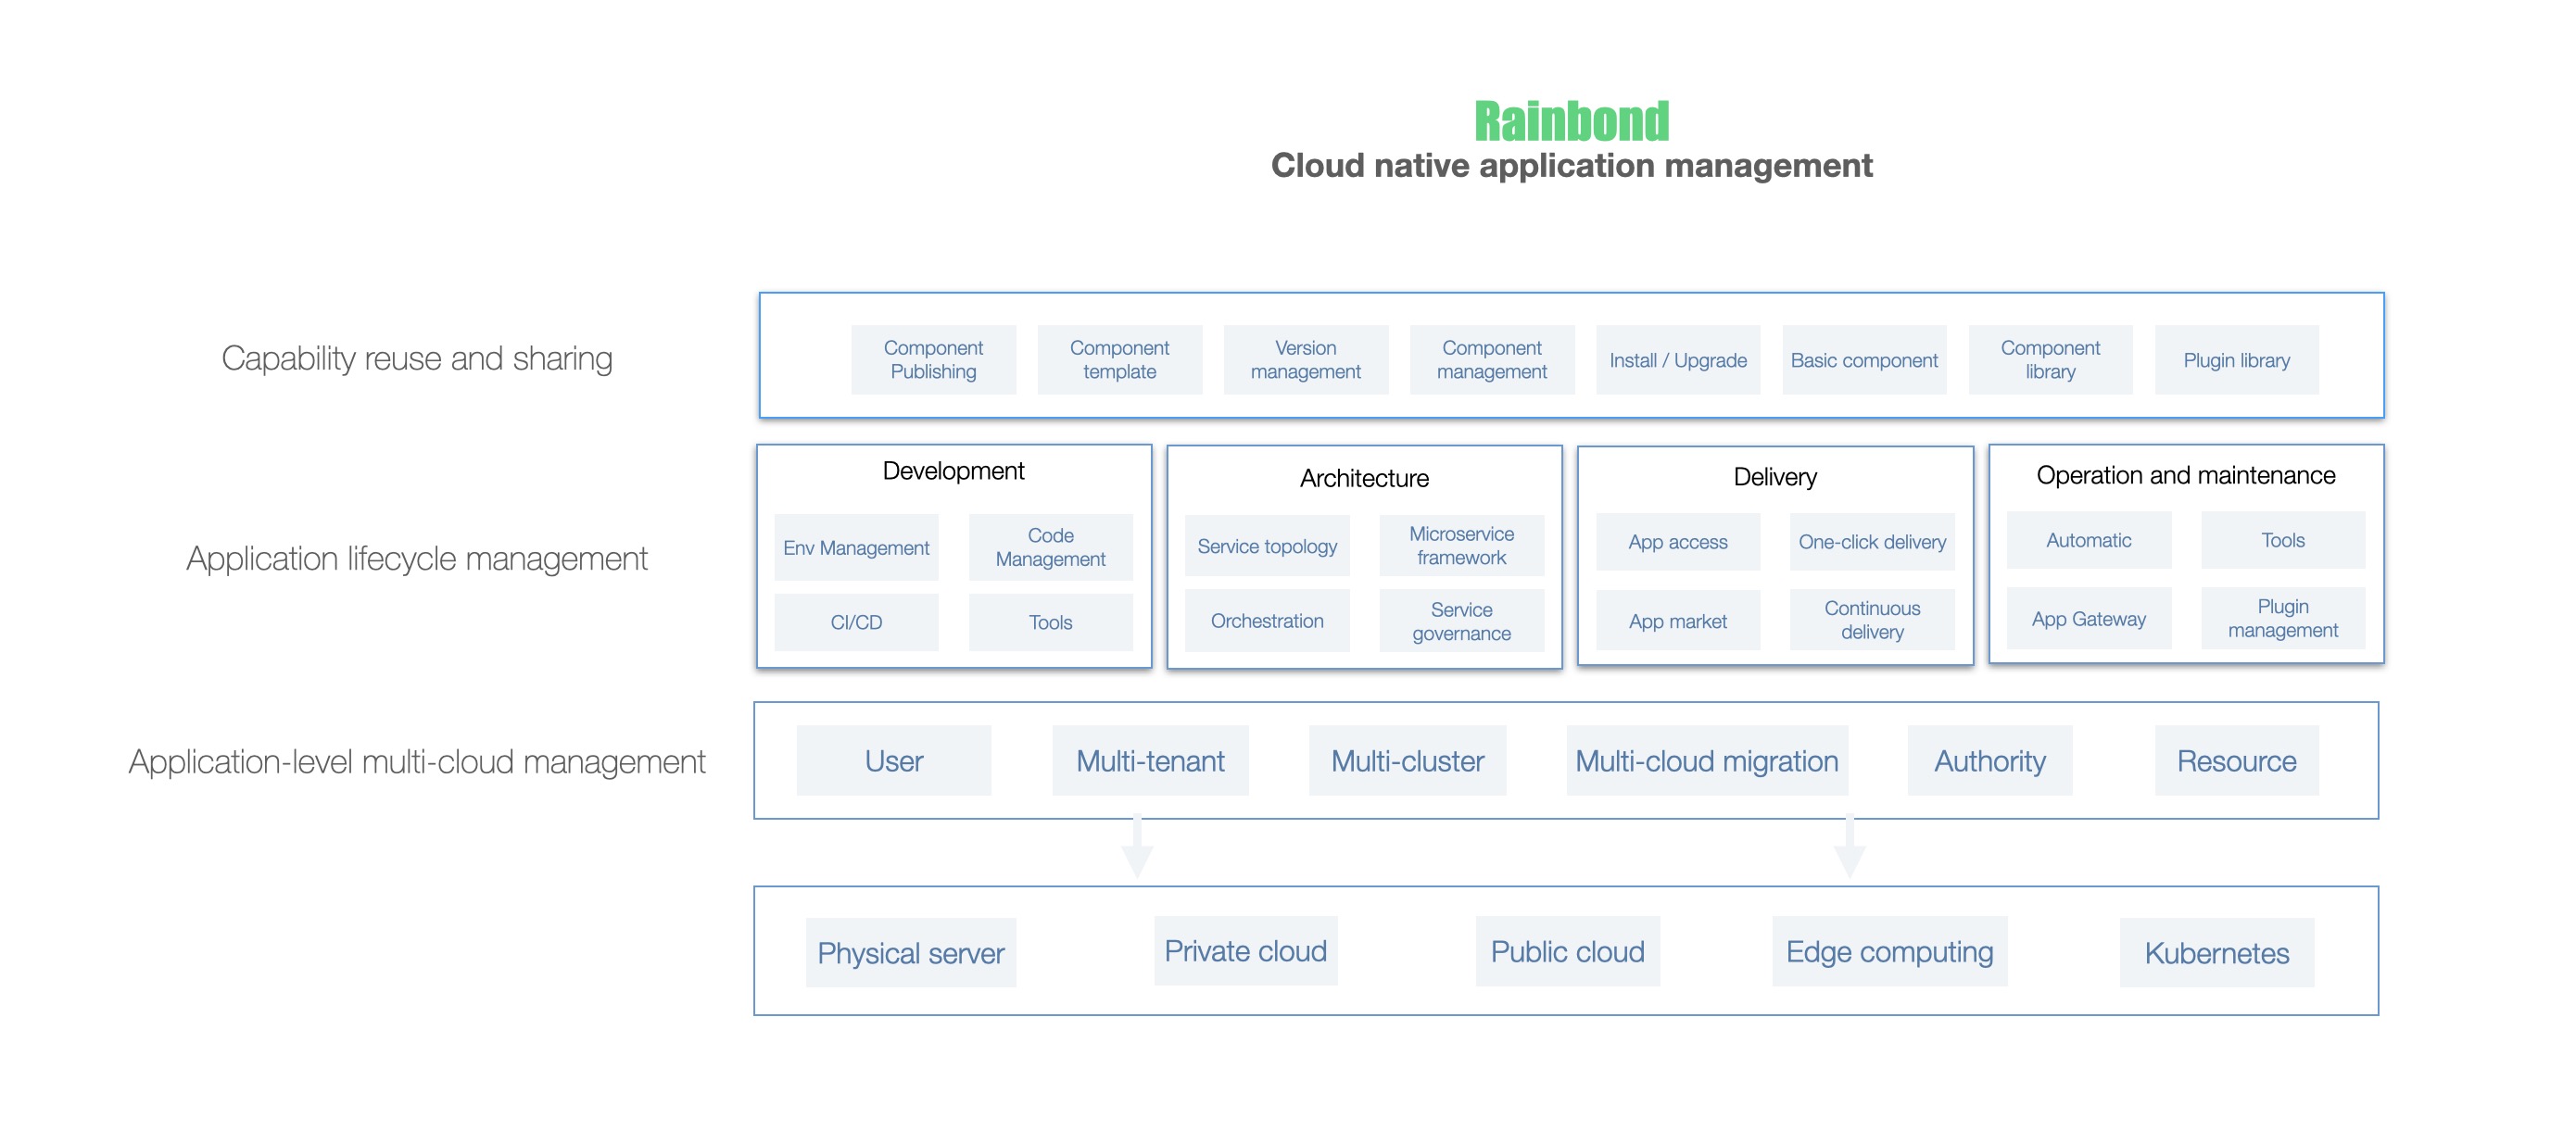 Rainbond
Cloud native application management
Capability reuse and sharing
Component
Publishing
Component
template
Version
management
Component
management
Install / Upgrade
Basic component
Component
library
Plugin library
Application lifecycle management
Development
Env Management
Code
Management
CI/CD
Tools
Architecture
Service topology
Microservice
framework
Orchestration
Service
governance
Delivery
App access
One-click delivery
App market
Continuous
delivery
Operation and maintenance
Automatic
Tools
App Gateway
Plugin
management
Application-level multi-cloud management
User
Multi-tenant
Multi-cluster
Multi-cloud migration
Authority
Resource
Physical server
Private cloud
Public cloud
Edge computing
Kubernetes